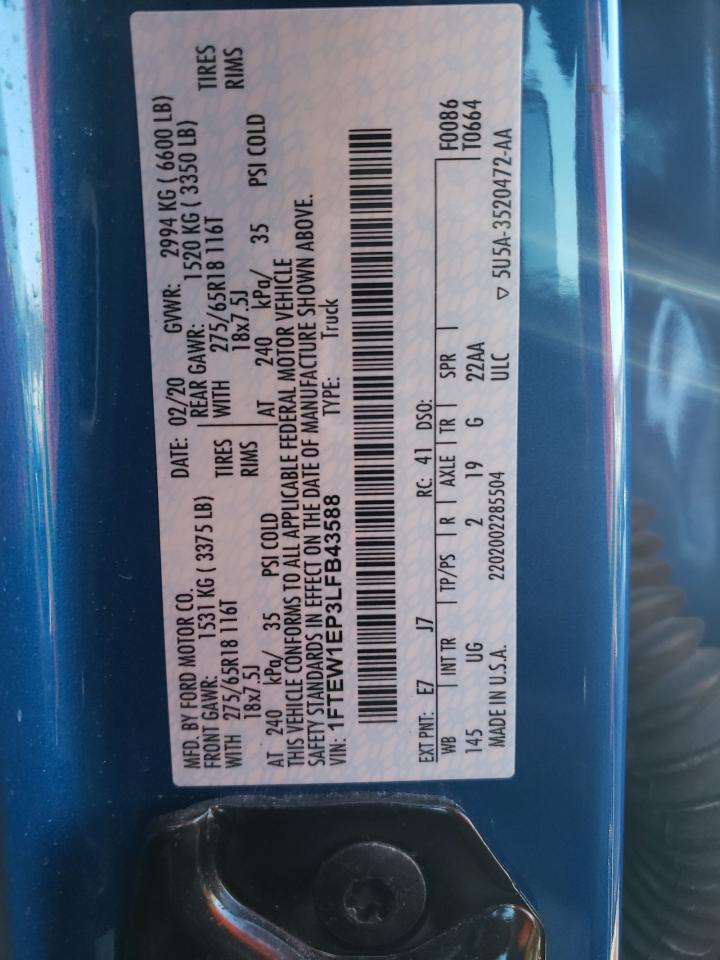 MFD. BY FORD MOTOR CO. DATE: 02/20 GVWR: 2994 KG ( 6600 LB)
FRONT GAWR: 1531 KG ( 3375 LB) REAR GAWR: 1520 KG ( 3350 LB)
WITH 275/65R18 116T TIRES WITH 275/65R18 116T TIRES
18x7.5J RIMS 18x7.5J RIMS
AT 240 kPa/ 35 PSI COLD AT 240 kPa/ 35 PSI COLD
THIS VEHICLE CONFORMS TO ALL APPLICABLE FEDERAL MOTOR VEHICLE
SAFETY STANDARDS IN EFFECT ON THE DATE OF MANUFACTURE SHOWN ABOVE.
VIN: 1FTEW1EP3LFB43588 TYPE: Truck
EXT PNT: E7 J7 RC: 41 DSO: F0086
WB INT TR TP/PS R AXLE TR SPR T0664
145 UG 2 19 G 22AA
MADE IN U.S.A. 2202002285504 ULC ▽ 5U5A-3520472-AA